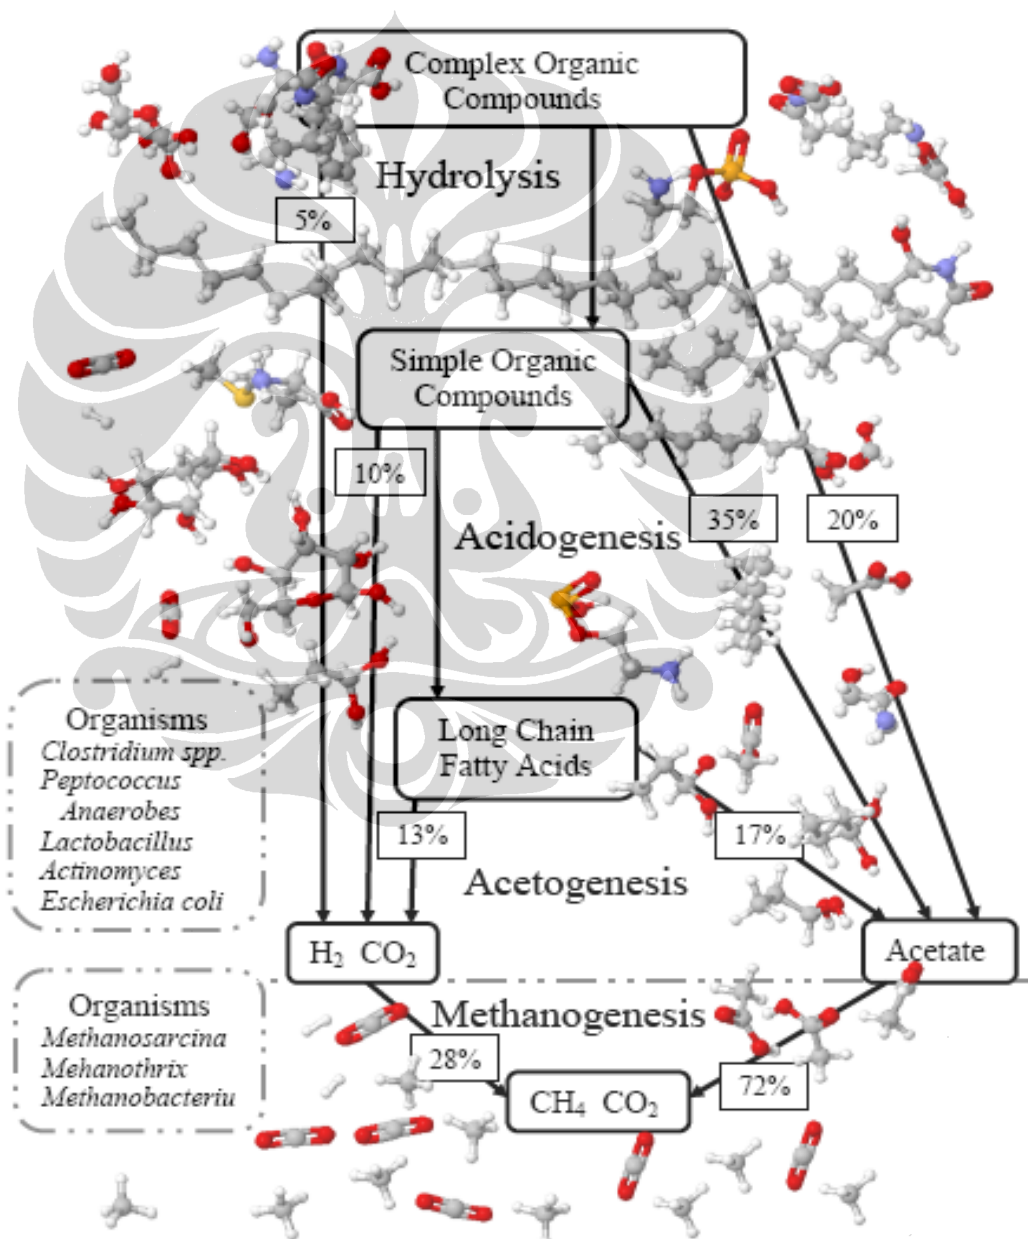 Complex Organic
Compounds
Hydrolysis
5%
Simple Organic
Compounds
10%
35%
20%
Acidogenesis
Organisms
Clostridium spp.
Peptococcus
Anaerobes
Lactobacillus
Actinomyces
Escherichia coli
Long Chain
Fatty Acids
13%
17%
Acetogenesis
H₂ CO₂
Acetate
Organisms
Methanosarcina
Mehanothrix
Methanobacteriu
Methanogenesis
28%
72%
CH₄ CO₂